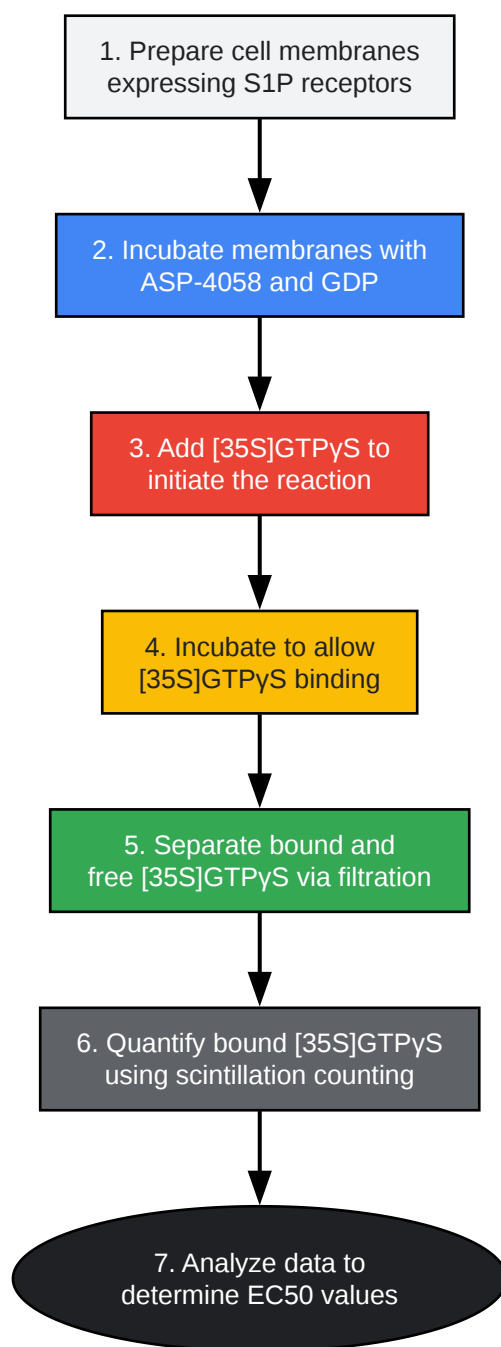 1. Prepare cell membranes
expressing S1P receptors
2. Incubate membranes with
ASP-4058 and GDP
3. Add [35S]GTPγS to
initiate the reaction
4. Incubate to allow
[35S]GTPγS binding
5. Separate bound and
free [35S]GTPγS via filtration
6. Quantify bound [35S]GTPγS
using scintillation counting
7. Analyze data to
determine EC50 values